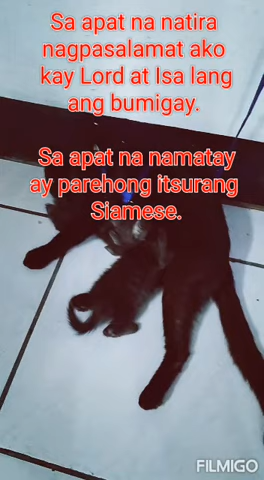 Sa apat na natira
nagpasalamat ako
kay Lord at Isa lang
ang bumigay.
Sa apat na namatay
ay parehong itsurang
Siamese.
FILMIGO